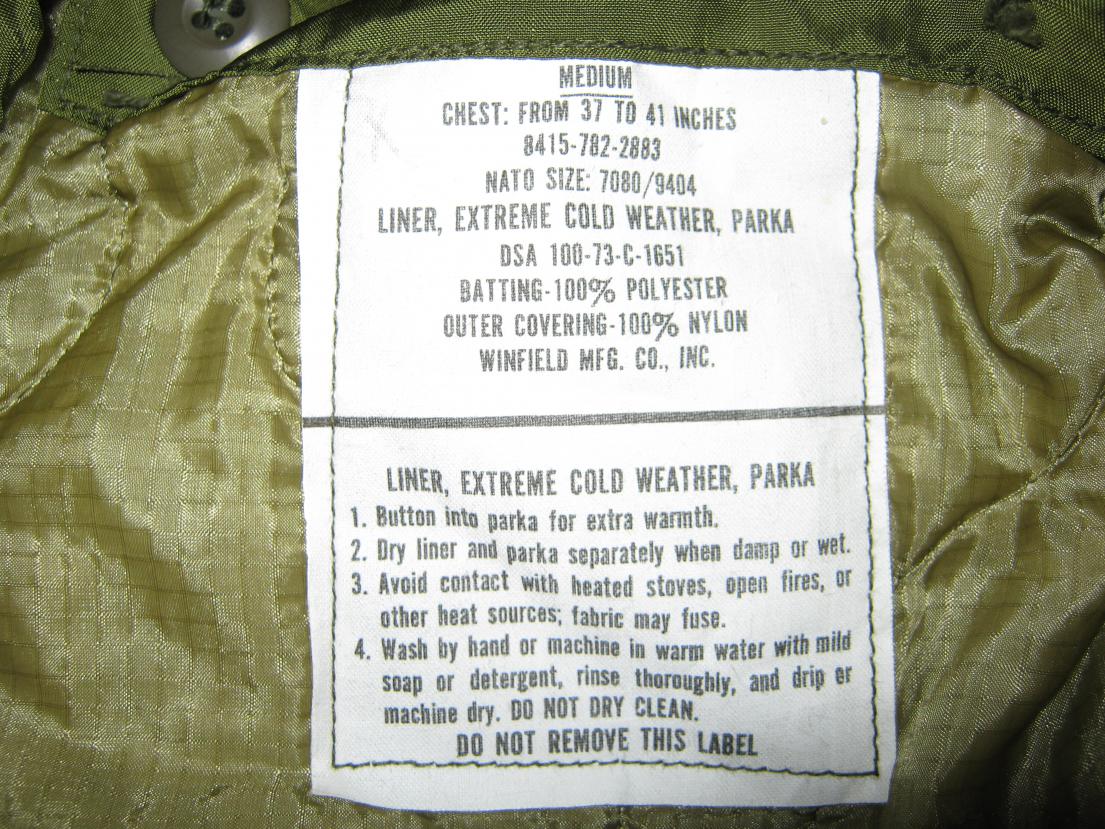 MEDIUM
CHEST: FROM 37 TO 41 INCHES
8415-782-2883
NATO SIZE: 7080/9404
LINER, EXTREME COLD WEATHER, PARKA
DSA 100-73-C-1651
BATTING-100% POLYESTER
OUTER COVERING-100% NYLON
WINFIELD MFG. CO., INC.
LINER, EXTREME COLD WEATHER, PARKA
1. Button into parka for extra warmth.
2. Dry liner and parka separately when damp or wet.
3. Avoid contact with heated stoves, open fires, or
other heat sources; fabric may fuse.
4. Wash by hand or machine in warm water with mild
soap or detergent, rinse thoroughly, and drip or
machine dry. DO NOT DRY CLEAN.
DO NOT REMOVE THIS LABEL